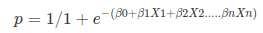 p = 1/1 + e^{-(β0+β1X1+β2X2.....βnXn)}